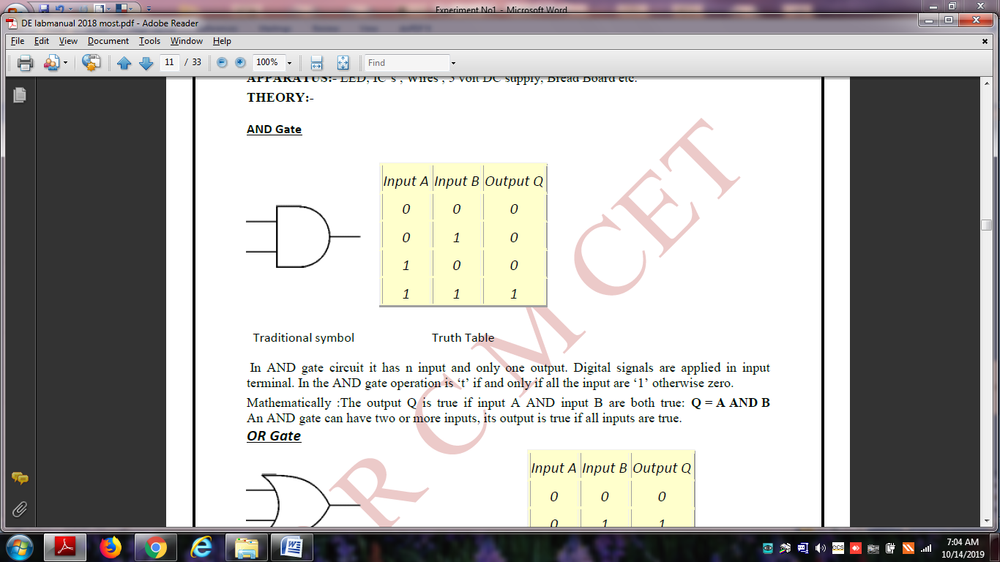 Experiment No1 - Microsoft Word
DE labmanual 2018 most.pdf - Adobe Reader
File Edit View Document Tools Window Help
11 / 33 100% Find
APPARATUS:- LED, IC's , Wires , 5 volt DC supply, Bread Board etc.
THEORY:-
AND Gate
Input A Input B Output Q
0 0 0
0 1 0
1 0 0
1 1 1
Traditional symbol Truth Table
In AND gate circuit it has n input and only one output. Digital signals are applied in input
terminal. In the AND gate operation is ‘t’ if and only if all the input are ‘1’ otherwise zero.
Mathematically :The output Q is true if input A AND input B are both true: Q = A AND B
An AND gate can have two or more inputs, its output is true if all inputs are true.
OR Gate
Input A Input B Output Q
0 0 0
0 1 1
R C M CET
7:04 AM
10/14/2019